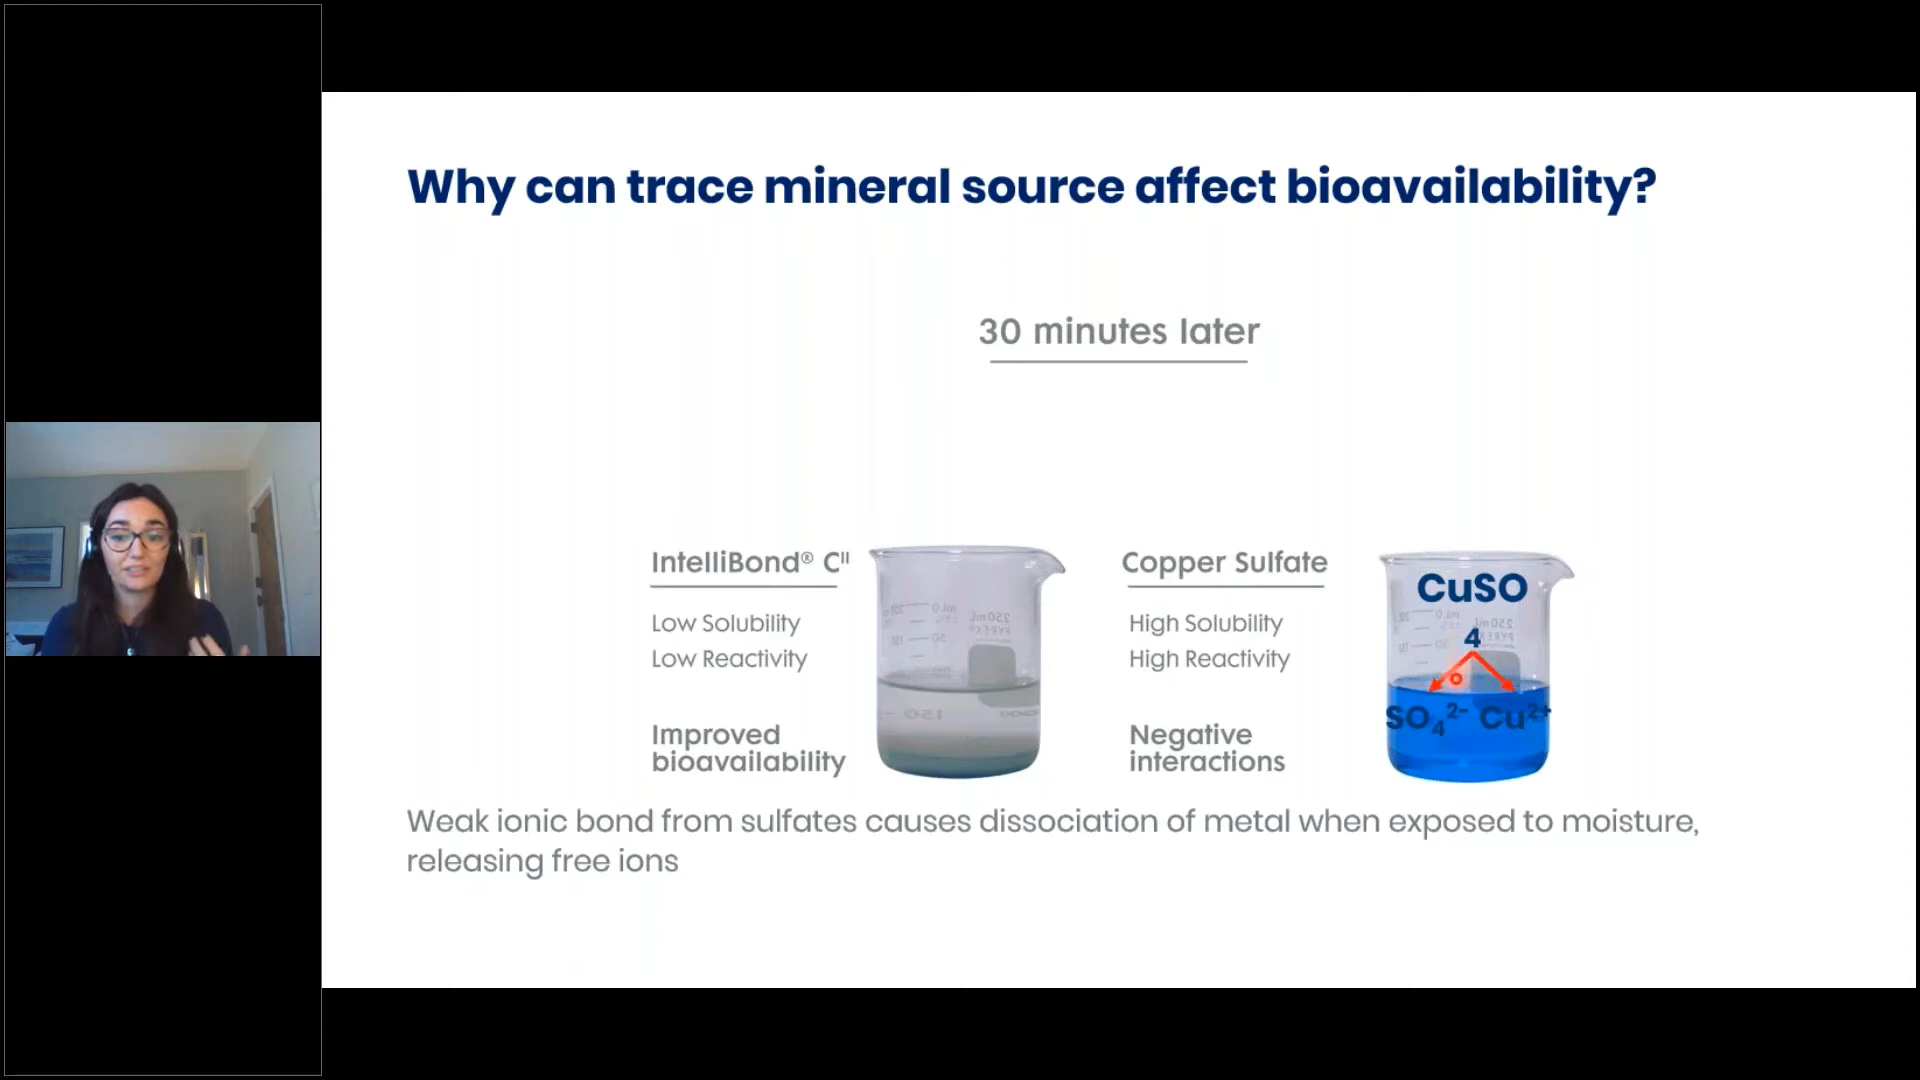 Why can trace mineral source affect bioavailability?
30 minutes later
IntelliBond® Cᴵᴵ
Low Solubility
Low Reactivity
Improved
bioavailability
Copper Sulfate
High Solubility
High Reactivity
Negative
interactions
CuSO
4
SO₄²⁻ Cu²⁺
Weak ionic bond from sulfates causes dissociation of metal when exposed to moisture,
releasing free ions